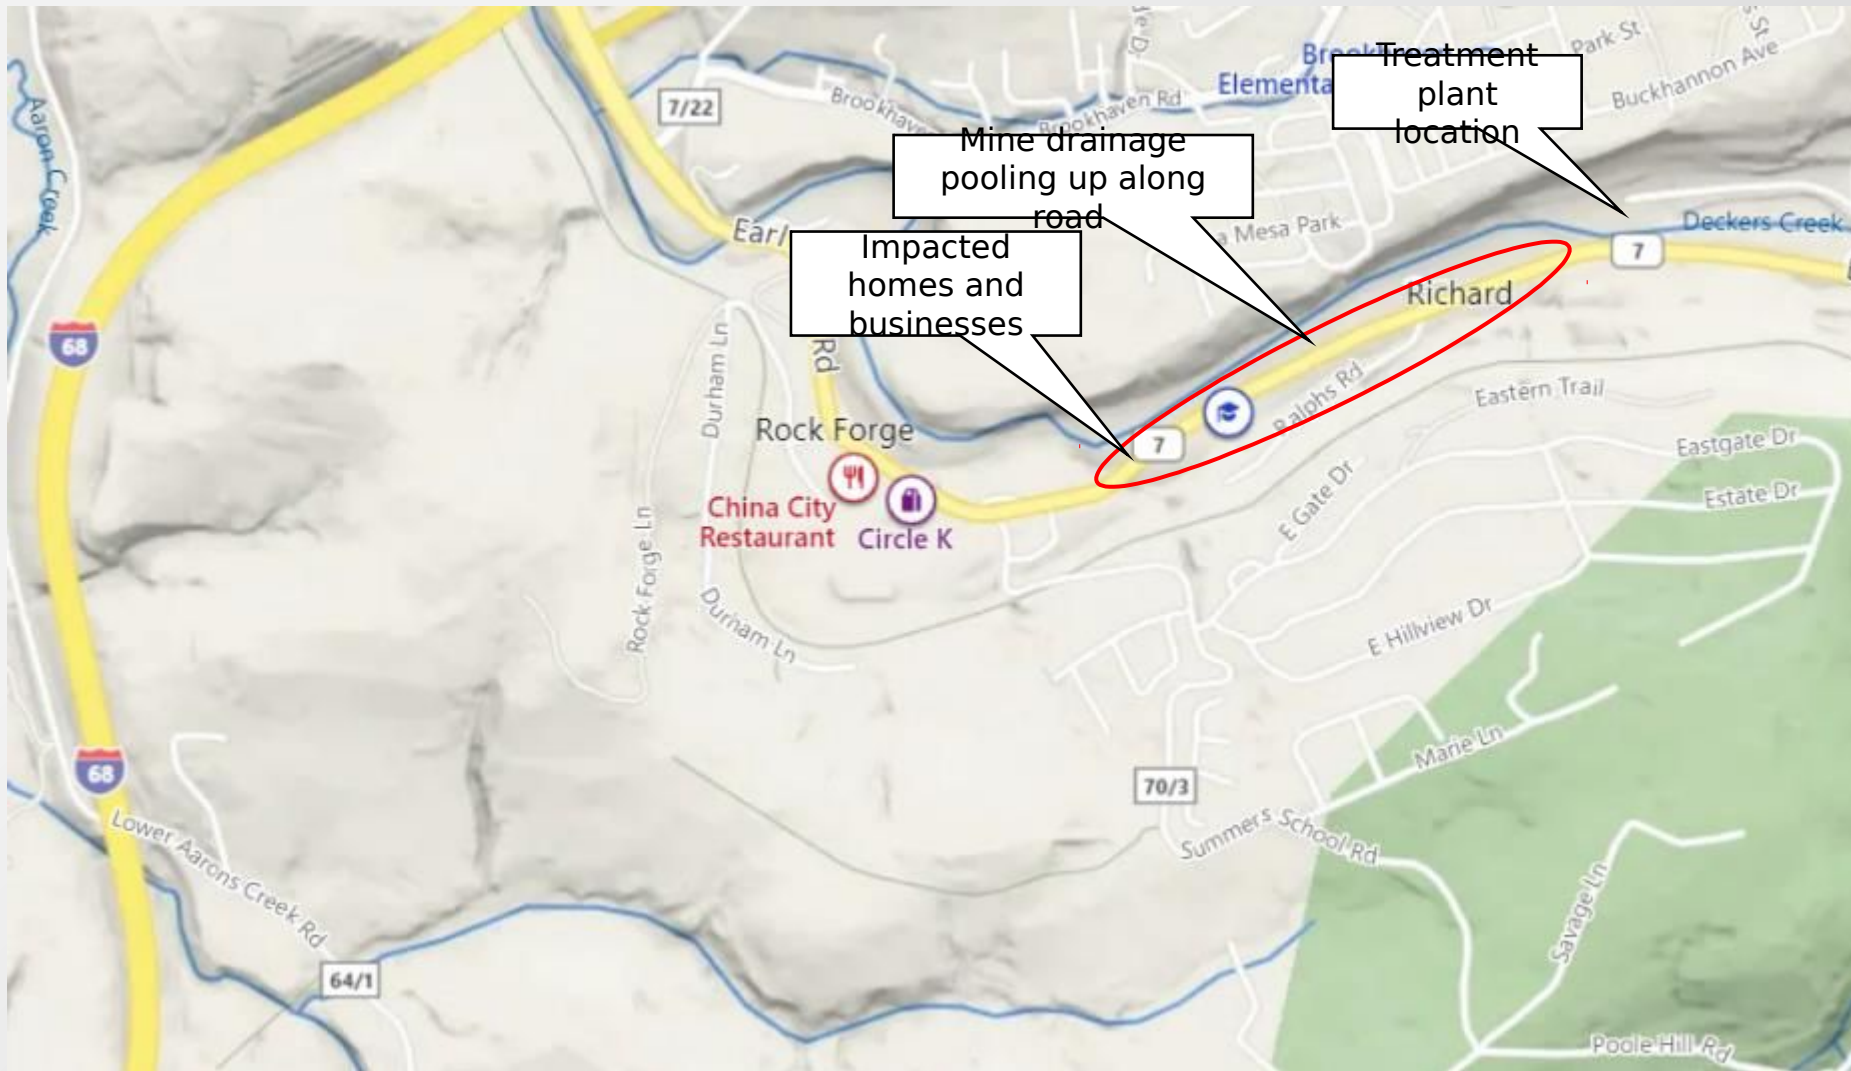 Park St
Buckhannon Ave
Treatment
plant
location
Elementa
7/22
Brookhaven Rd
Aaron Creek
Mine drainage
pooling up along
road
Mesa Park
Earl
Deckers Creek
7
Impacted
homes and
businesses
Richard
68
Rd
Durham Ln
Ralphs Rd
Eastern Trail
Rock Forge
7
Eastgate Dr
Estate Dr
E Gate Dr
China City
Restaurant
Circle K
Rock Forge Ln
Durham Ln
E Hillview Dr
Marie Ln
68
70/3
Summers School Rd
Lower Aarons Creek Rd
Savage Ln
64/1
Poole Hill Rd